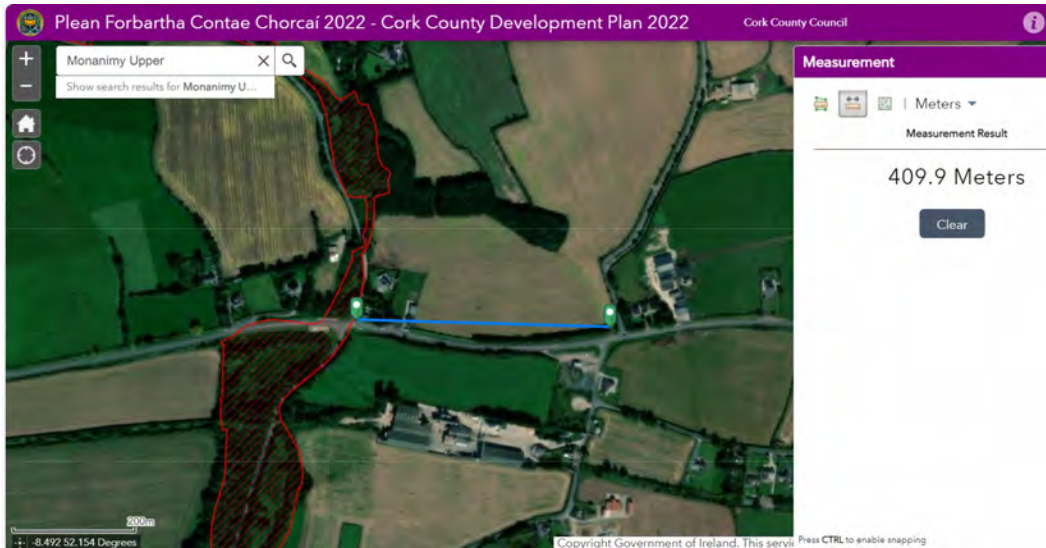 Plean Forbartha Contae Chorcaí 2022 - Cork County Development Plan 2022
Cork County Council
i
+
Monanimy Upper
Show search results for Monanimy U...
−
Measurement
Meters
Measurement Result
409.9 Meters
Clear
200m
-8.492 52.154 Degrees
Copyright Government of Ireland. This servi
Press CTRL to enable snapping